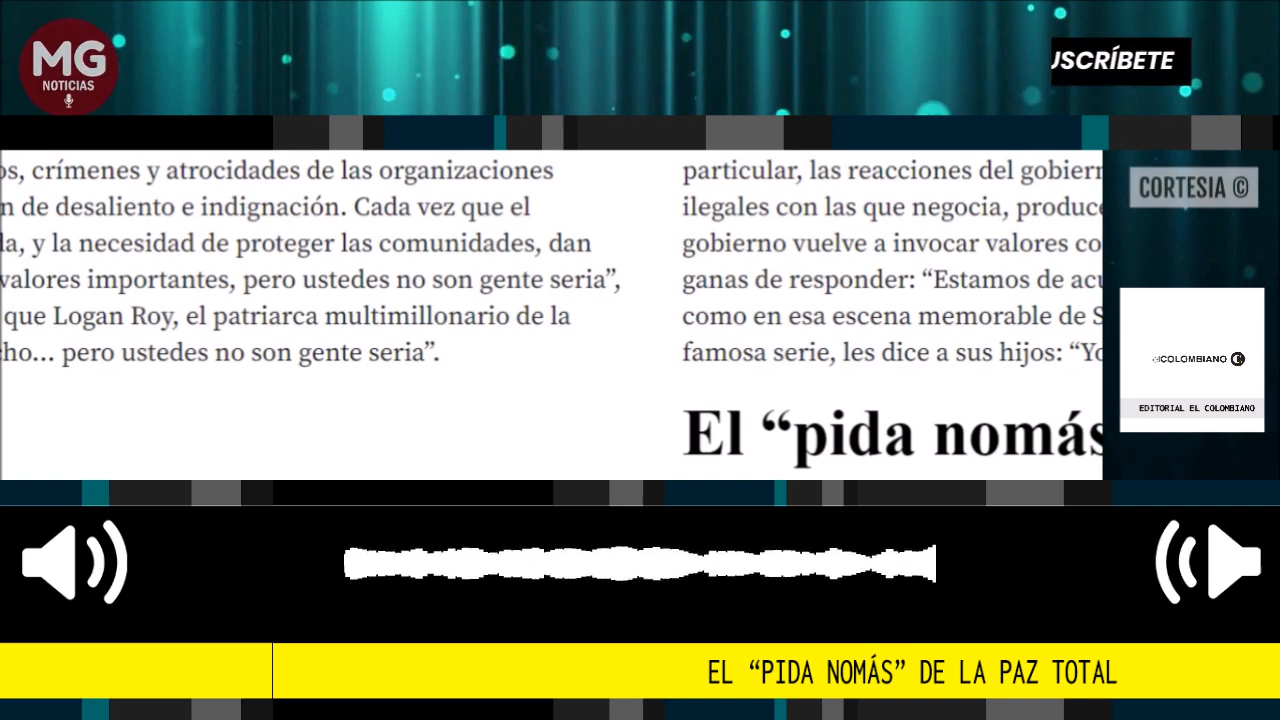 MG
NOTICIAS
USCRÍBETE
os, crímenes y atrocidades de las organizaciones
n de desaliento e indignación. Cada vez que el
la, y la necesidad de proteger las comunidades, dan
valores importantes, pero ustedes no son gente seria”,
que Logan Roy, el patriarca multimillonario de la
cho... pero ustedes no son gente seria”.
particular, las reacciones del gobiern
ilegales con las que negocia, produce
gobierno vuelve a invocar valores co
ganas de responder: “Estamos de acu
como en esa escena memorable de S
famosa serie, les dice a sus hijos: “Yo
El “pida nomás
CORTESIA ©
EL COLOMBIANO C
EDITORIAL EL COLOMBIANO
EL “PIDA NOMÁS” DE LA PAZ TOTAL